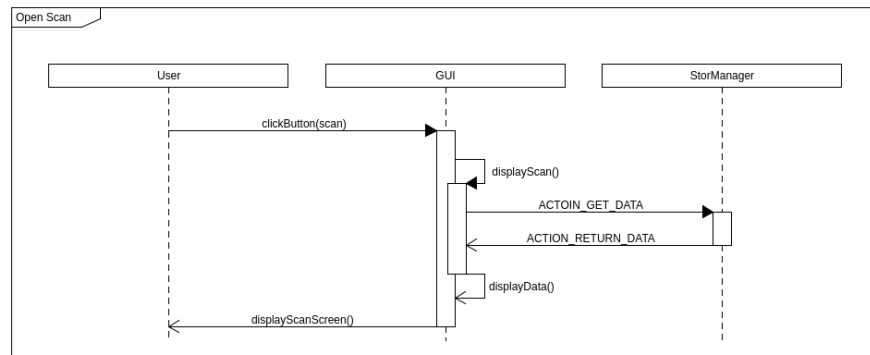 Open Scan
User
GUI
StorManager
clickButton(scan)
displayScan()
ACTOIN_GET_DATA
ACTION_RETURN_DATA
displayData()
displayScanScreen()